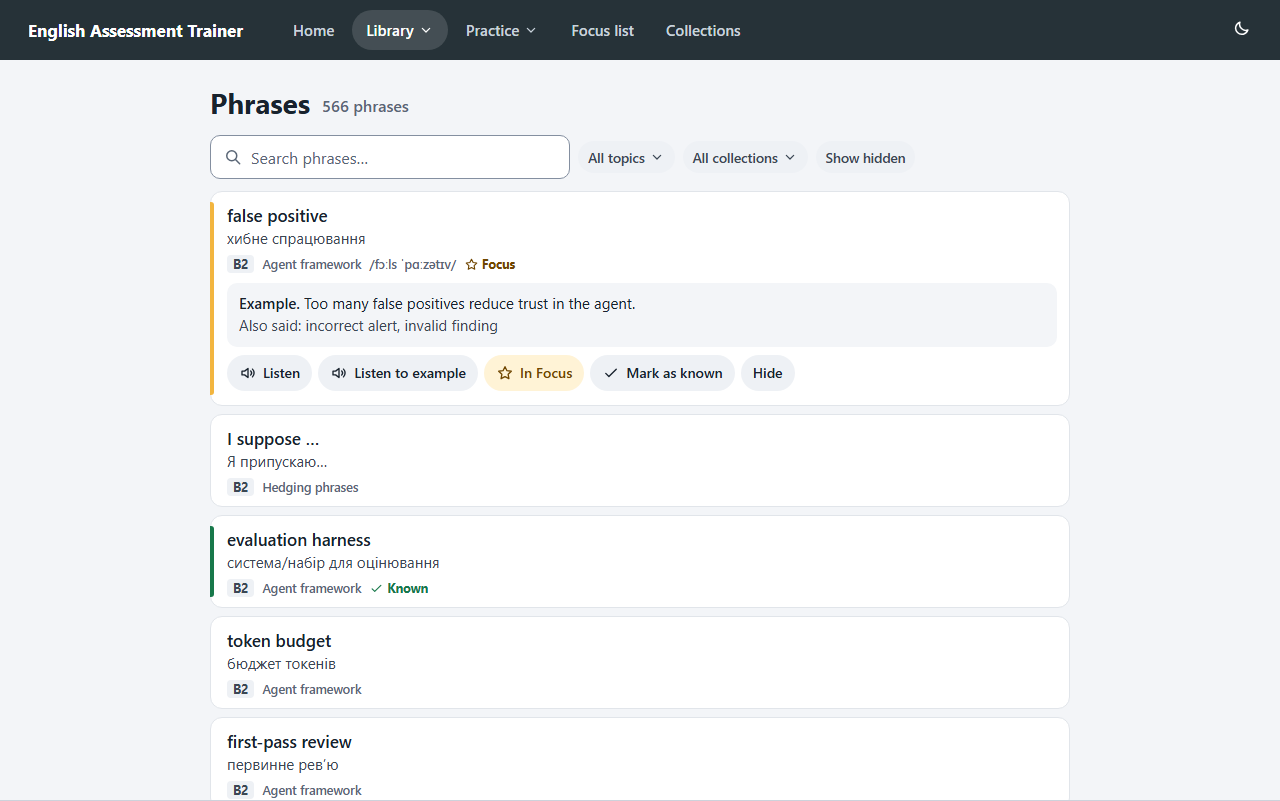 English Assessment Trainer Home Library Practice Focus list Collections
Phrases 566 phrases
Search phrases... All topics All collections Show hidden
false positive
хибне спрацювання
B2 Agent framework /fɔːls ˈpɑːzətɪv/ Focus
Example. Too many false positives reduce trust in the agent.
Also said: incorrect alert, invalid finding
Listen Listen to example In Focus Mark as known Hide
I suppose ...
Я припускаю...
B2 Hedging phrases
evaluation harness
система/набір для оцінювання
B2 Agent framework Known
token budget
бюджет токенів
B2 Agent framework
first-pass review
первинне рев’ю
B2 Agent framework